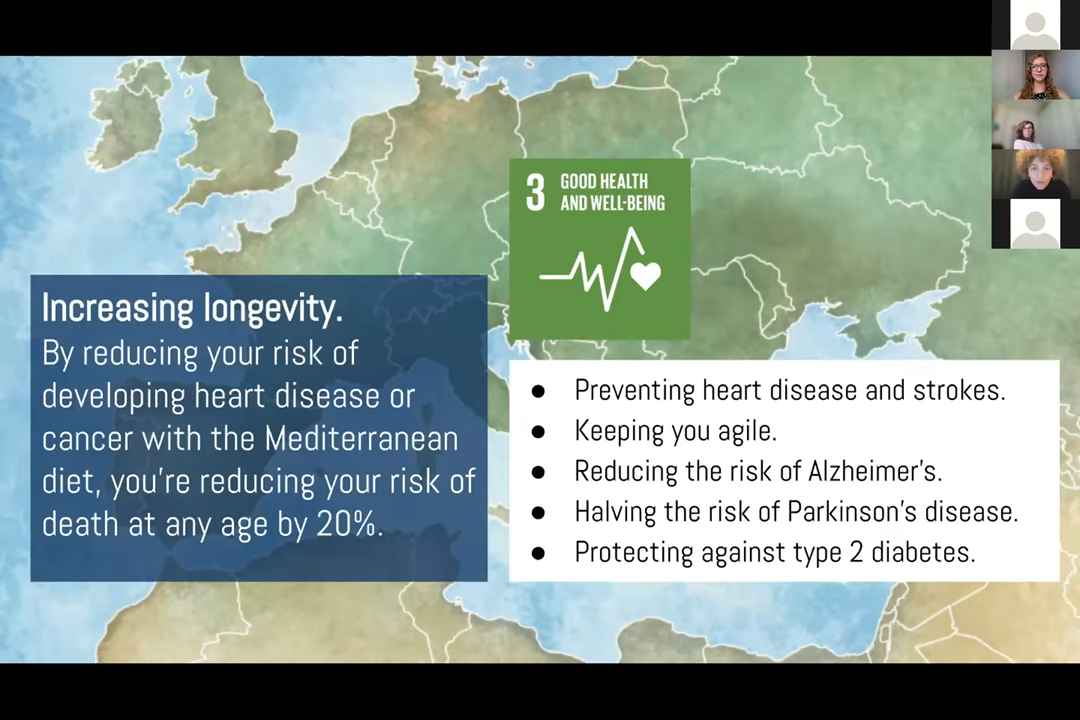 3 GOOD HEALTH
AND WELL-BEING
Increasing longevity.
By reducing your risk of
developing heart disease or
cancer with the Mediterranean
diet, you're reducing your risk of
death at any age by 20%.
● Preventing heart disease and strokes.
● Keeping you agile.
● Reducing the risk of Alzheimer's.
● Halving the risk of Parkinson's disease.
● Protecting against type 2 diabetes.